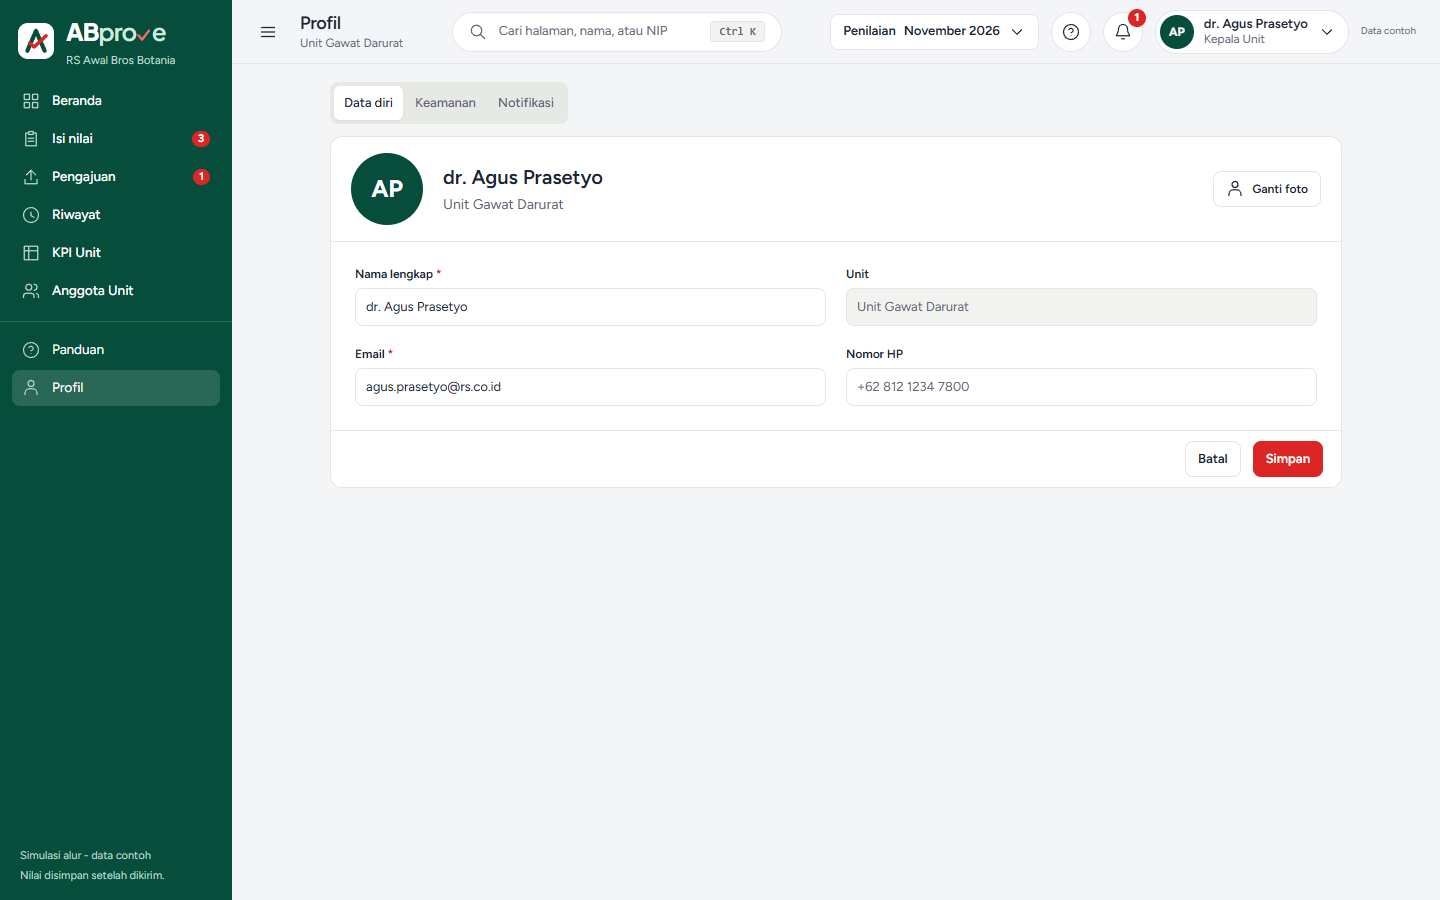 ABprove
RS Awal Bros Botania
Beranda
Isi nilai 3
Pengajuan 1
Riwayat
KPI Unit
Anggota Unit
Panduan
Profil
Simulasi alur - data contoh
Nilai disimpan setelah dikirim.
Profil
Unit Gawat Darurat
Cari halaman, nama, atau NIP Ctrl K
Penilaian November 2026
1
AP
dr. Agus Prasetyo
Kepala Unit
Data contoh
Data diri Keamanan Notifikasi
AP
dr. Agus Prasetyo
Unit Gawat Darurat
Ganti foto
Nama lengkap *
dr. Agus Prasetyo
Unit
Unit Gawat Darurat
Email *
agus.prasetyo@rs.co.id
Nomor HP
+62 812 1234 7800
Batal Simpan